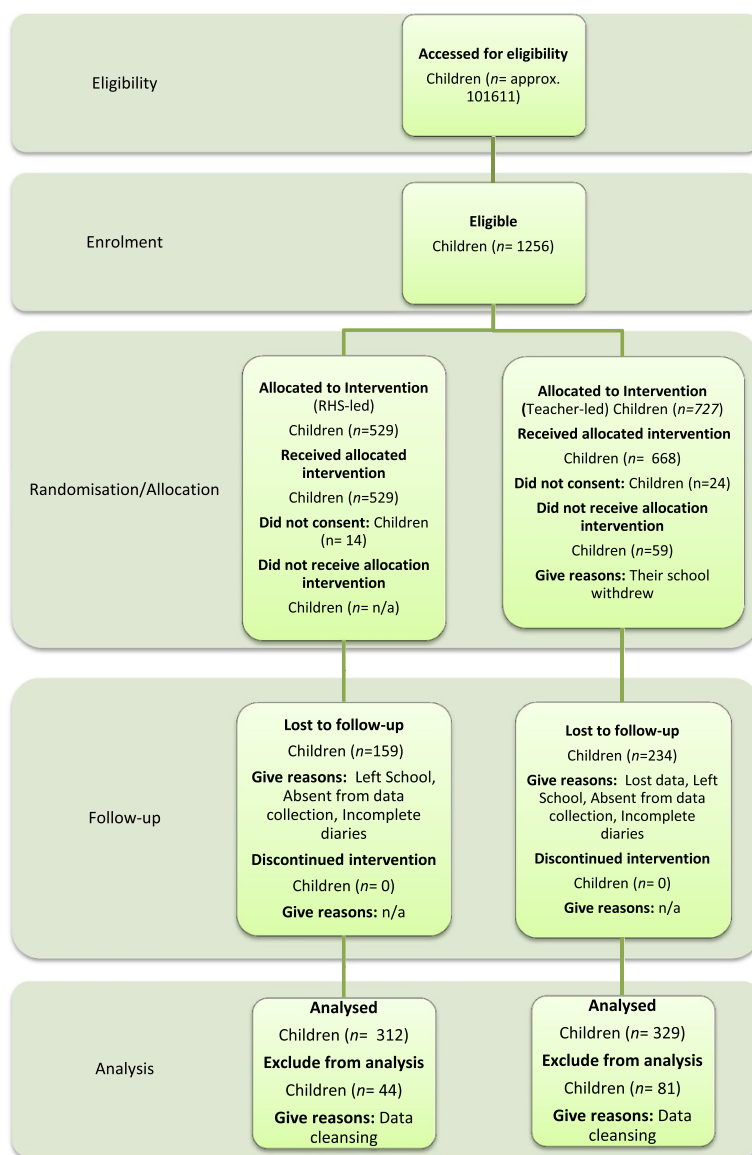 Eligibility
Accessed for eligibility
Children (n= approx.
101611)
Enrolment
Eligible
Children (n= 1256)
Randomisation/Allocation
Allocated to Intervention
(RHS-led)
Children (n=529)
Received allocated
intervention
Children (n=529)
Did not consent: Children
(n= 14)
Did not receive allocation
intervention
Children (n= n/a)
Allocated to Intervention
(Teacher-led) Children (n=727)
Received allocated intervention
Children (n= 668)
Did not consent: Children (n=24)
Did not receive allocation
intervention
Children (n=59)
Give reasons: Their school
withdrew
Follow-up
Lost to follow-up
Children (n=159)
Give reasons: Left School,
Absent from data
collection, Incomplete
diaries
Discontinued intervention
Children (n= 0)
Give reasons: n/a
Lost to follow-up
Children (n=234)
Give reasons: Lost data, Left
School, Absent from data
collection, Incomplete
diaries
Discontinued intervention
Children (n= 0)
Give reasons: n/a
Analysis
Analysed
Children (n= 312)
Exclude from analysis
Children (n= 44)
Give reasons: Data
cleansing
Analysed
Children (n= 329)
Exclude from analysis
Children (n= 81)
Give reasons: Data
cleansing